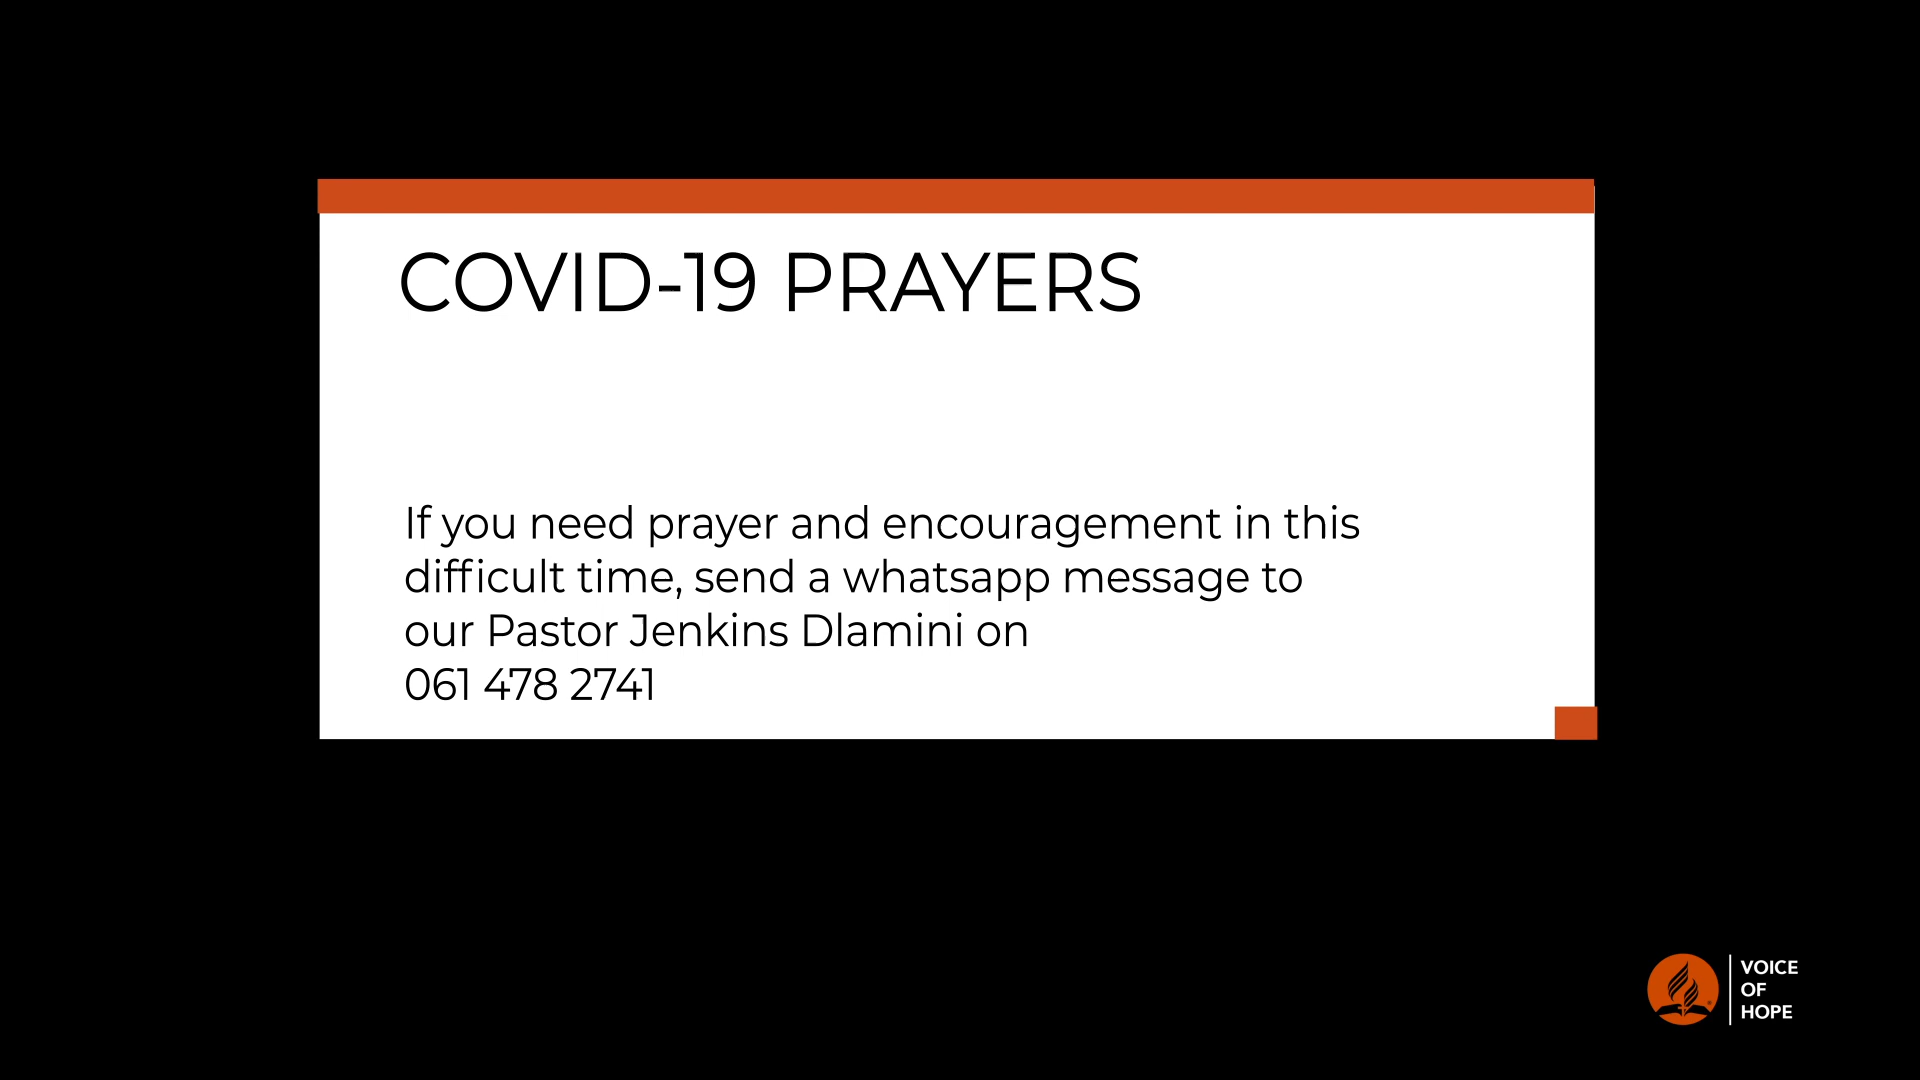 COVID-19 PRAYERS
If you need prayer and encouragement in this
difficult time, send a whatsapp message to
our Pastor Jenkins Dlamini on
061 478 2741
VOICE
OF
HOPE